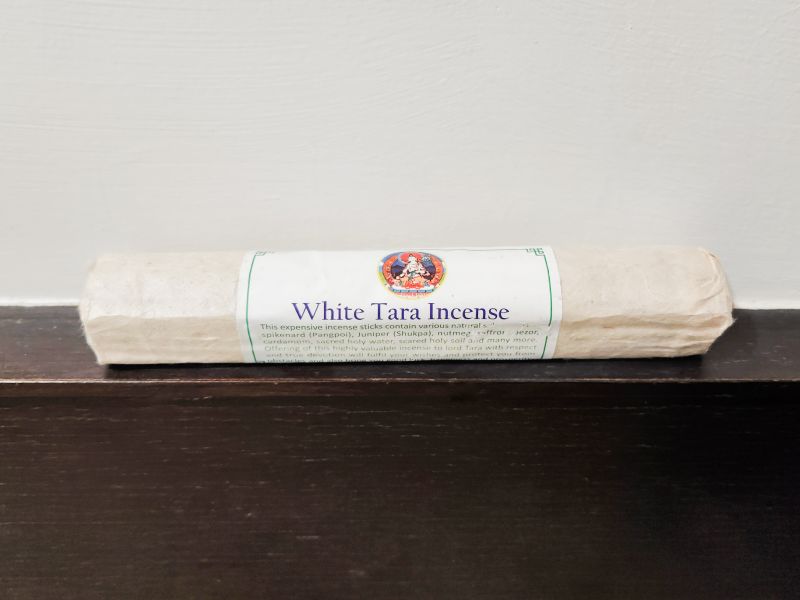 White Tara Incense
This expensive incense sticks contain various natural
spikenard (Pangpoi), Juniper (Shukpa), nutmeg saffron
cardamom, sacred holy water, scared holy soil and many more.
Offering of this highly valuable incense to lord Tara with respect
and true devotion will fulfil your wishes and protect you from